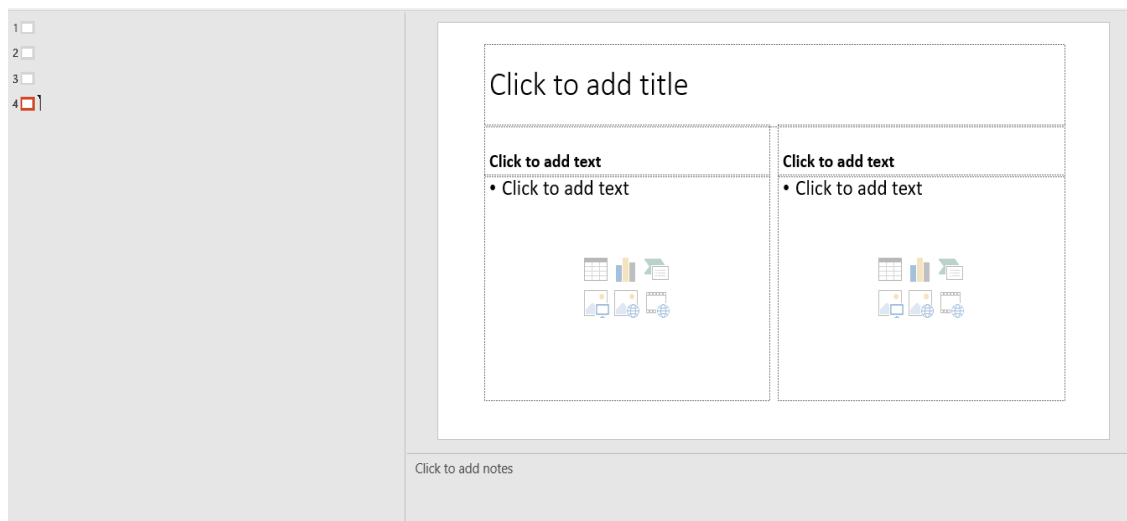 1
2
3
4
Click to add title
Click to add text
• Click to add text
Click to add text
• Click to add text
Click to add notes